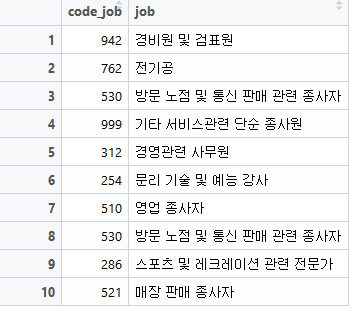 code_job job
1 942 경비원 및 검표원
2 762 전기공
3 530 방문 노점 및 통신 판매 관련 종사자
4 999 기타 서비스관련 단순 종사원
5 312 경영관련 사무원
6 254 문리 기술 및 예능 강사
7 510 영업 종사자
8 530 방문 노점 및 통신 판매 관련 종사자
9 286 스포츠 및 레크레이션 관련 전문가
10 521 매장 판매 종사자